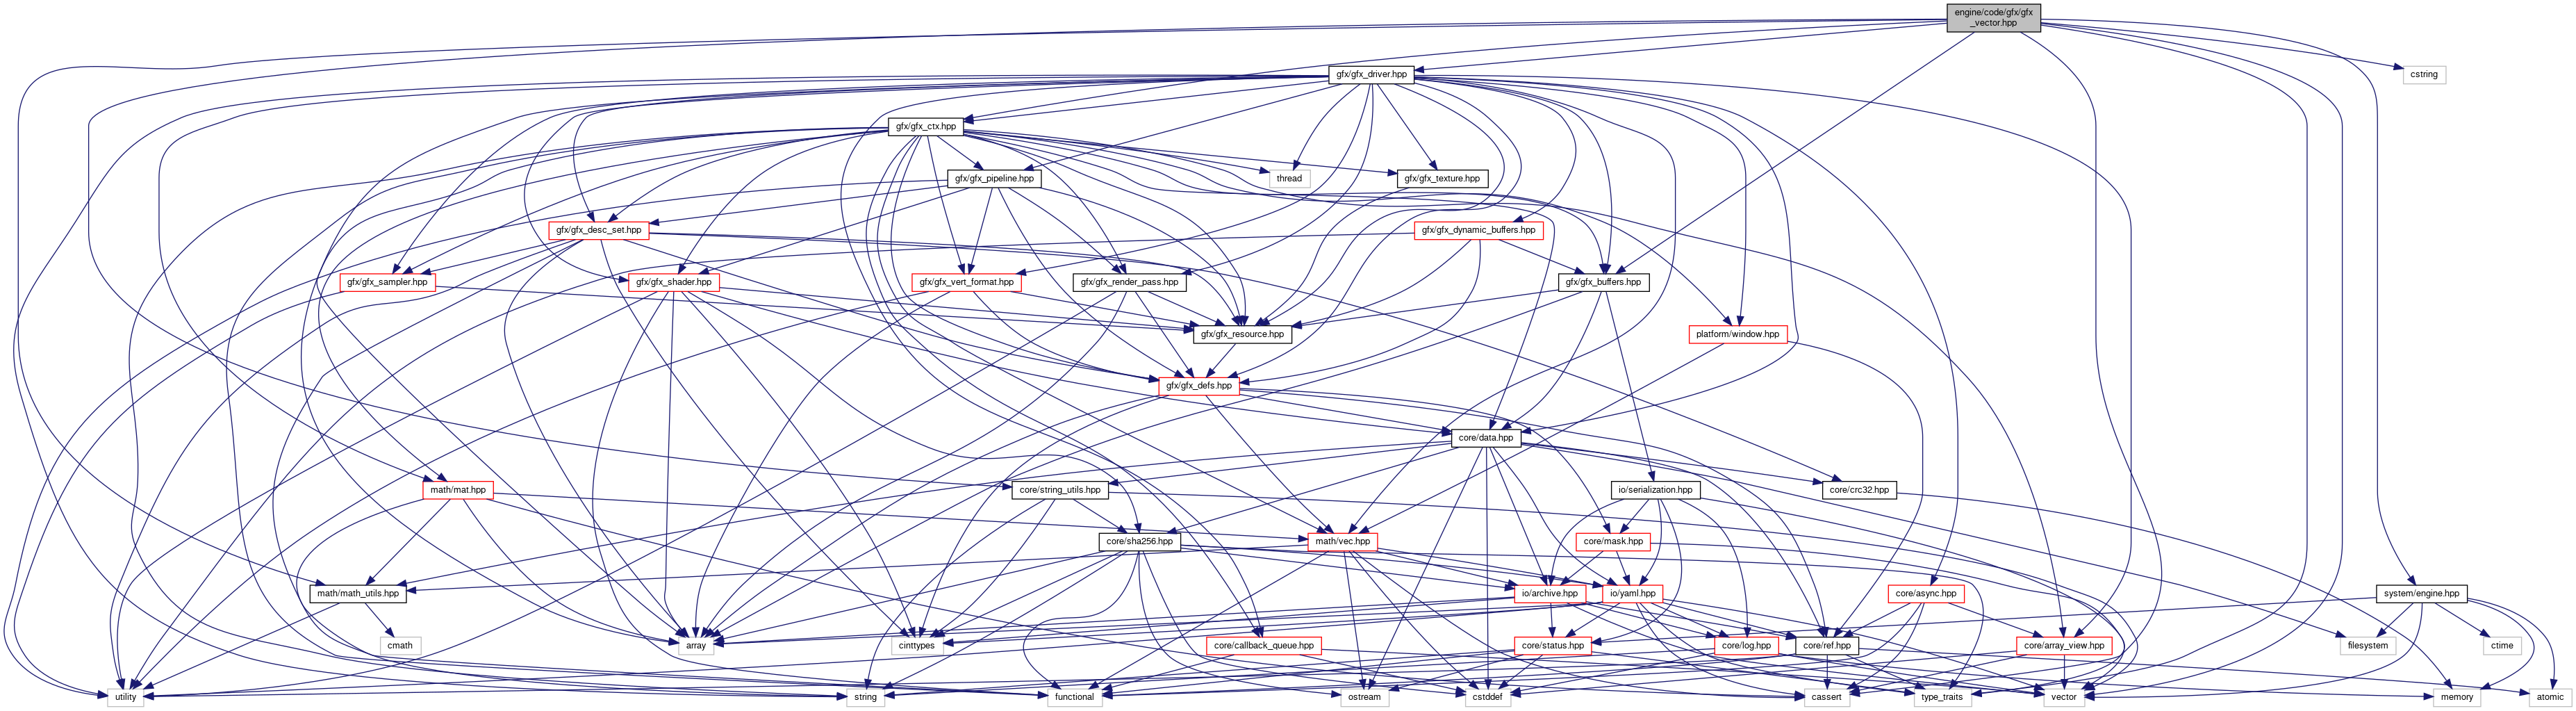 engine/code/gfx/gfx
_vector.hpp
gfx/gfx_driver.hpp
cstring
gfx/gfx_ctx.hpp
gfx/gfx_pipeline.hpp
thread
gfx/gfx_texture.hpp
gfx/gfx_desc_set.hpp
gfx/gfx_dynamic_buffers.hpp
gfx/gfx_sampler.hpp
gfx/gfx_shader.hpp
gfx/gfx_vert_format.hpp
gfx/gfx_render_pass.hpp
gfx/gfx_buffers.hpp
gfx/gfx_resource.hpp
platform/window.hpp
gfx/gfx_defs.hpp
core/data.hpp
math/mat.hpp
core/string_utils.hpp
io/serialization.hpp
core/crc32.hpp
core/sha256.hpp
math/vec.hpp
core/mask.hpp
math/math_utils.hpp
io/archive.hpp
io/yaml.hpp
core/async.hpp
system/engine.hpp
cmath
array
cinttypes
core/callback_queue.hpp
core/status.hpp
core/log.hpp
core/ref.hpp
core/array_view.hpp
filesystem
ctime
utility
string
functional
ostream
cstddef
cassert
type_traits
vector
memory
atomic